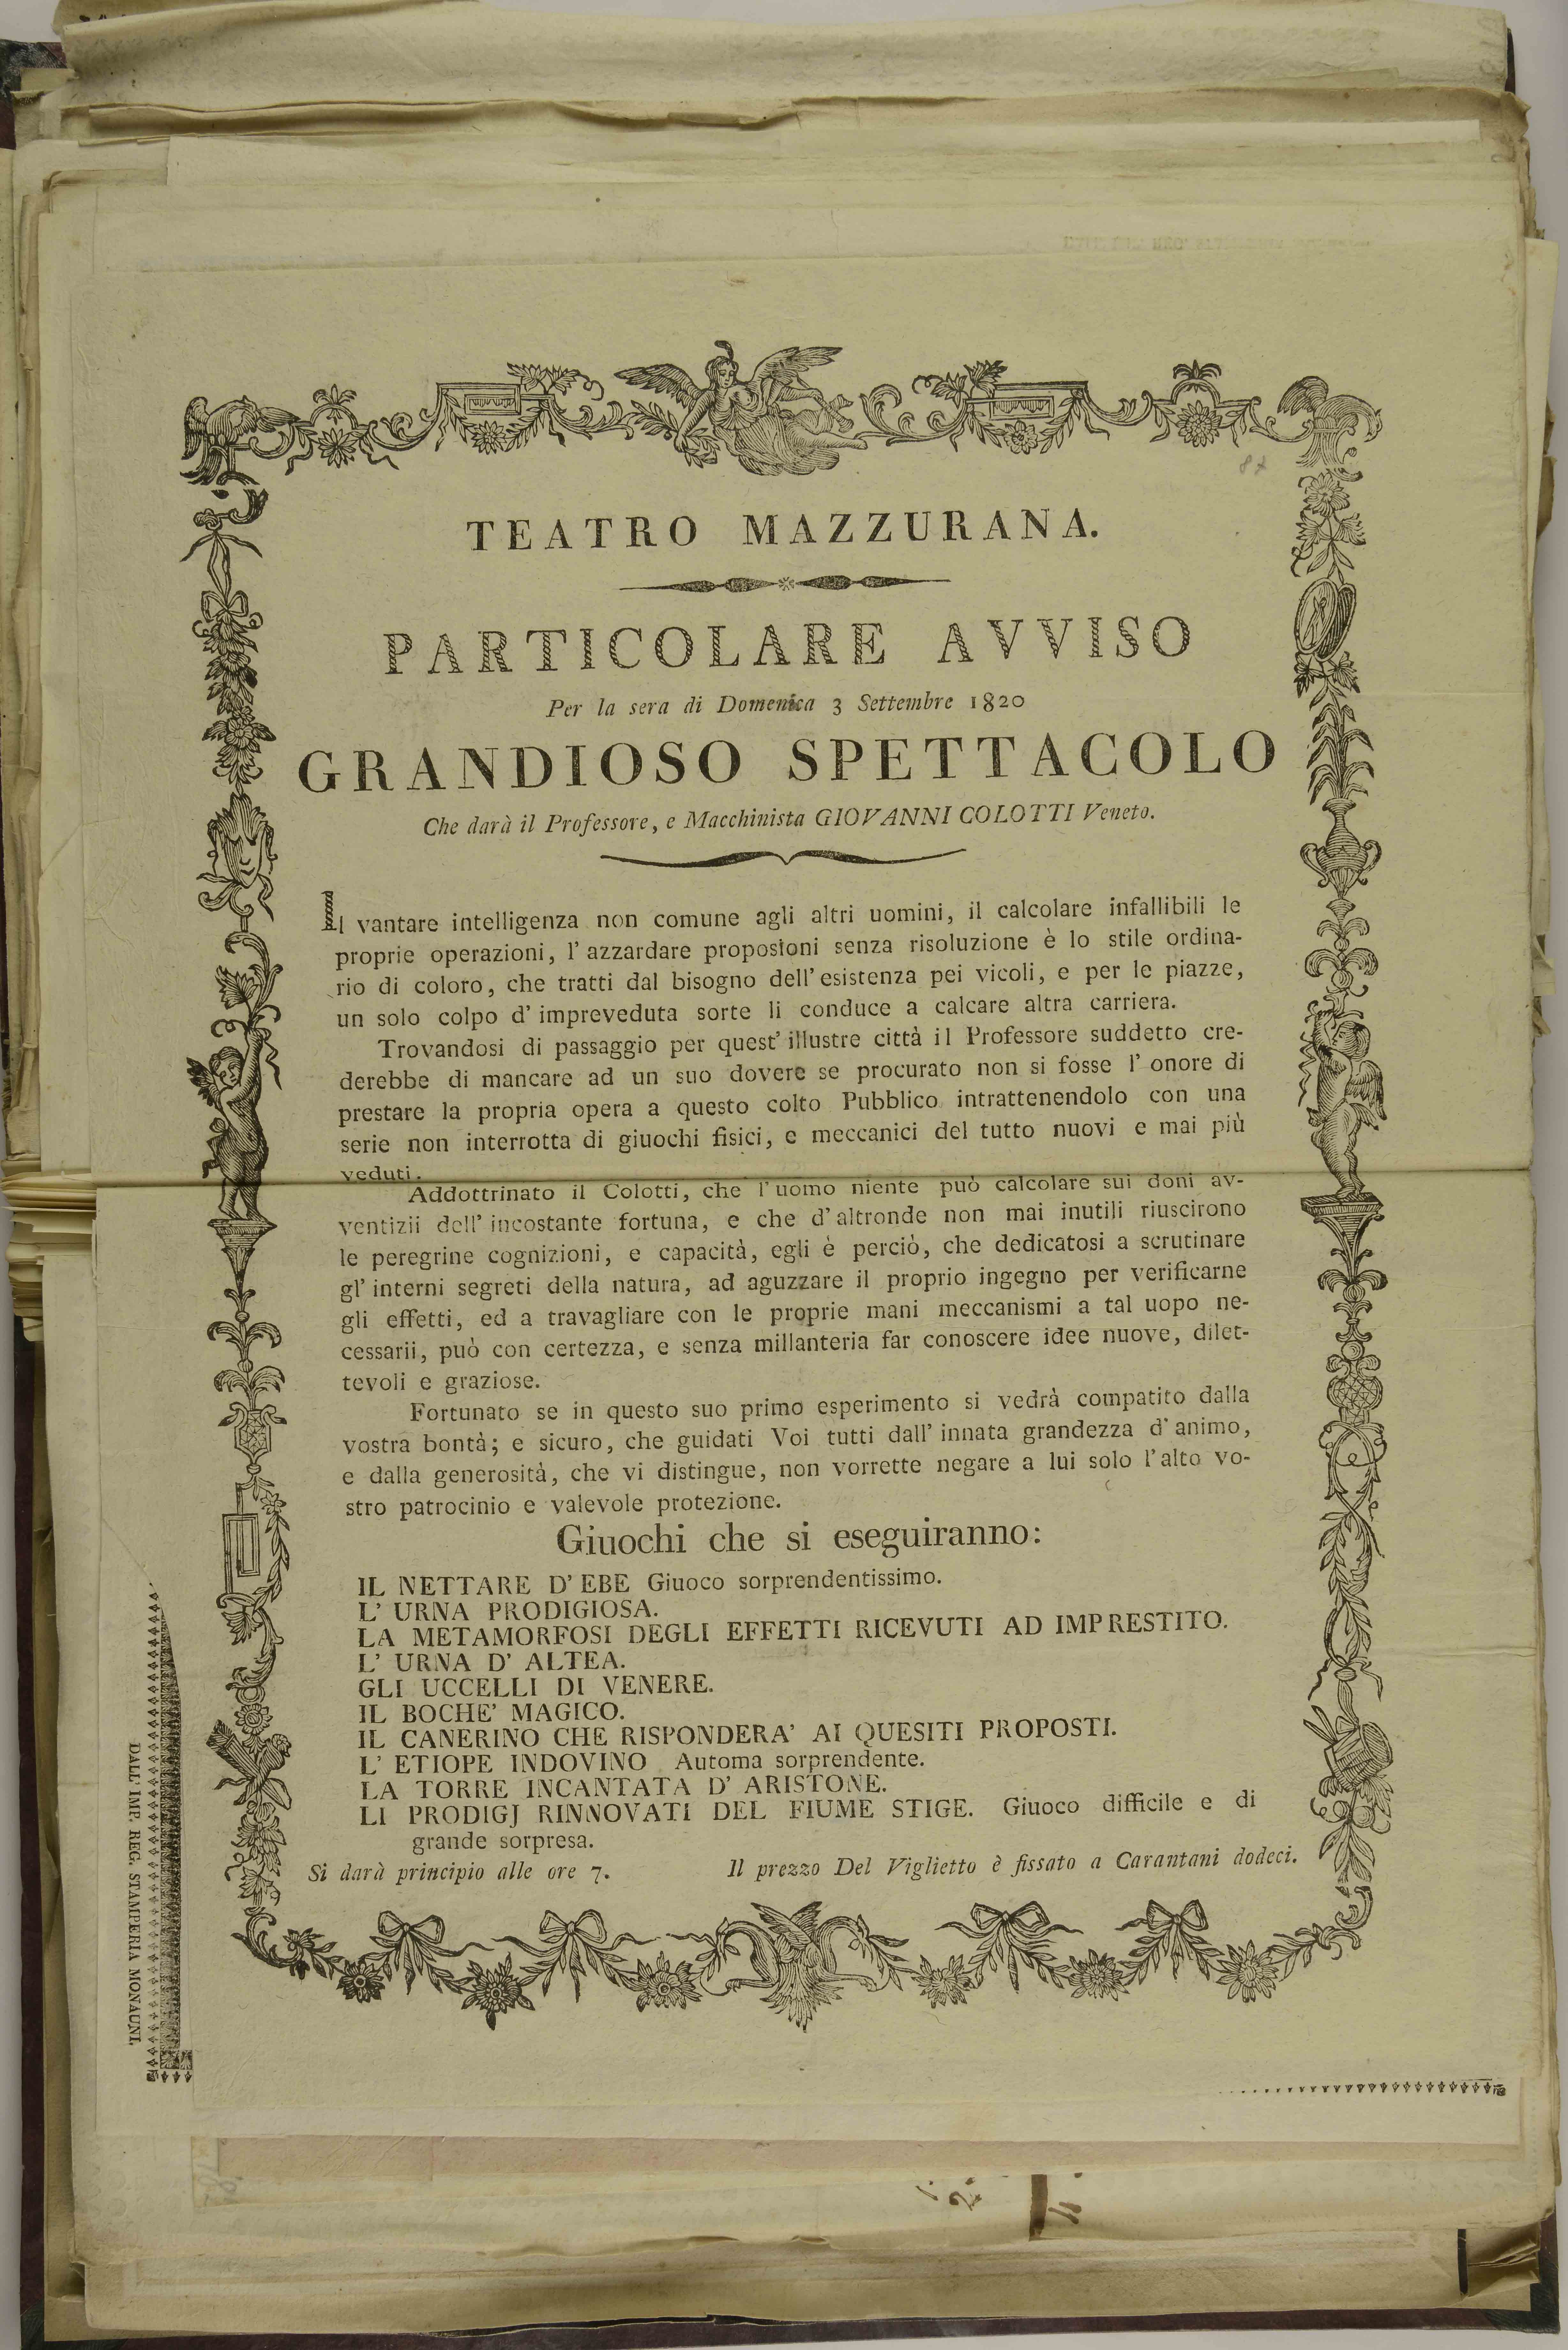 TEATRO MAZZURANA.
PARTICOLARE AVVISO
Per la sera di Domenica 3 Settembre 1820
GRANDIOSO SPETTACOLO
Che darà il Professore, e Macchinista GIOVANNI COLOTTI Veneto.
Il vantare intelligenza non comune agli altri uomini, il calcolare infallibili le
proprie operazioni, l' azzardare proposioni senza risoluzione è lo stile ordina-
rio di coloro, che tratti dal bisogno dell' esistenza pei vicoli, e per le piazze,
un solo colpo d' impreveduta sorte li conduce a calcare altra carriera.
Trovandosi di passaggio per quest' illustre città il Professore suddetto cre-
derebbe di mancare ad un suo dovere se procurato non si fosse l' onore di
prestare la propria opera a questo colto Pubblico intrattenendolo con una
serie non interrotta di giuochi fisici, e meccanici del tutto nuovi e mai più
veduti.
Addottrinato il Colotti, che l' uomo niente può calcolare sui doni av-
ventizii dell' incostante fortuna, e che d' altronde non mai inutili riuscirono
le peregrine cognizioni, e capacità, egli è perciò, che dedicatosi a scrutinare
gl' interni segreti della natura, ad aguzzare il proprio ingegno per verificarne
gli effetti, ed a travagliare con le proprie mani meccanismi a tal uopo ne-
cessarii, può con certezza, e senza millanteria far conoscere idee nuove, dilet-
tevoli e graziose.
Fortunato se in questo suo primo esperimento si vedrà compatito dalla
vostra bontà; e sicuro, che guidati Voi tutti dall' innata grandezza d' animo,
e dalla generosità, che vi distingue, non vorrette negare a lui solo l' alto vo-
stro patrocinio e valevole protezione.
Giuochi che si eseguiranno:
IL NETTARE D' EBE Giuoco sorprendentissimo.
L' URNA PRODIGIOSA.
LA METAMORFOSI DEGLI EFFETTI RICEVUTI AD IMPRESTITO.
L' URNA D' ALTEA.
GLI UCCELLI DI VENERE.
IL BOCHE' MAGICO.
IL CANERINO CHE RISPONDERA' AI QUESITI PROPOSTI.
L' ETIOPE INDOVINO Automa sorprendente.
LA TORRE INCANTATA D' ARISTONE.
LI PRODIGJ RINNOVATI DEL FIUME STIGE. Giuoco difficile e di
grande sorpresa.
Si darà principio alle ore 7. Il prezzo Del Viglietto è fissato a Carantani dodeci.
DALL' IMP. REG. STAMPERIA MONAUNI.